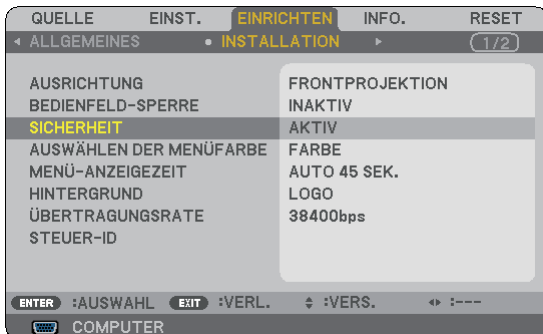 QUELLE EINST. EINRICHTEN INFO. RESET
ALLGEMEINES • INSTALLATION 1/2
AUSRICHTUNG FRONTPROJEKTION
BEDIENFELD-SPERRE INAKTIV
SICHERHEIT AKTIV
AUSWÄHLEN DER MENÜFARBE FARBE
MENÜ-ANZEIGEZEIT AUTO 45 SEK.
HINTERGRUND LOGO
ÜBERTRAGUNGSRATE 38400bps
STEUER-ID
ENTER :AUSWAHL EXIT :VERL. :VERS. :---
COMPUTER